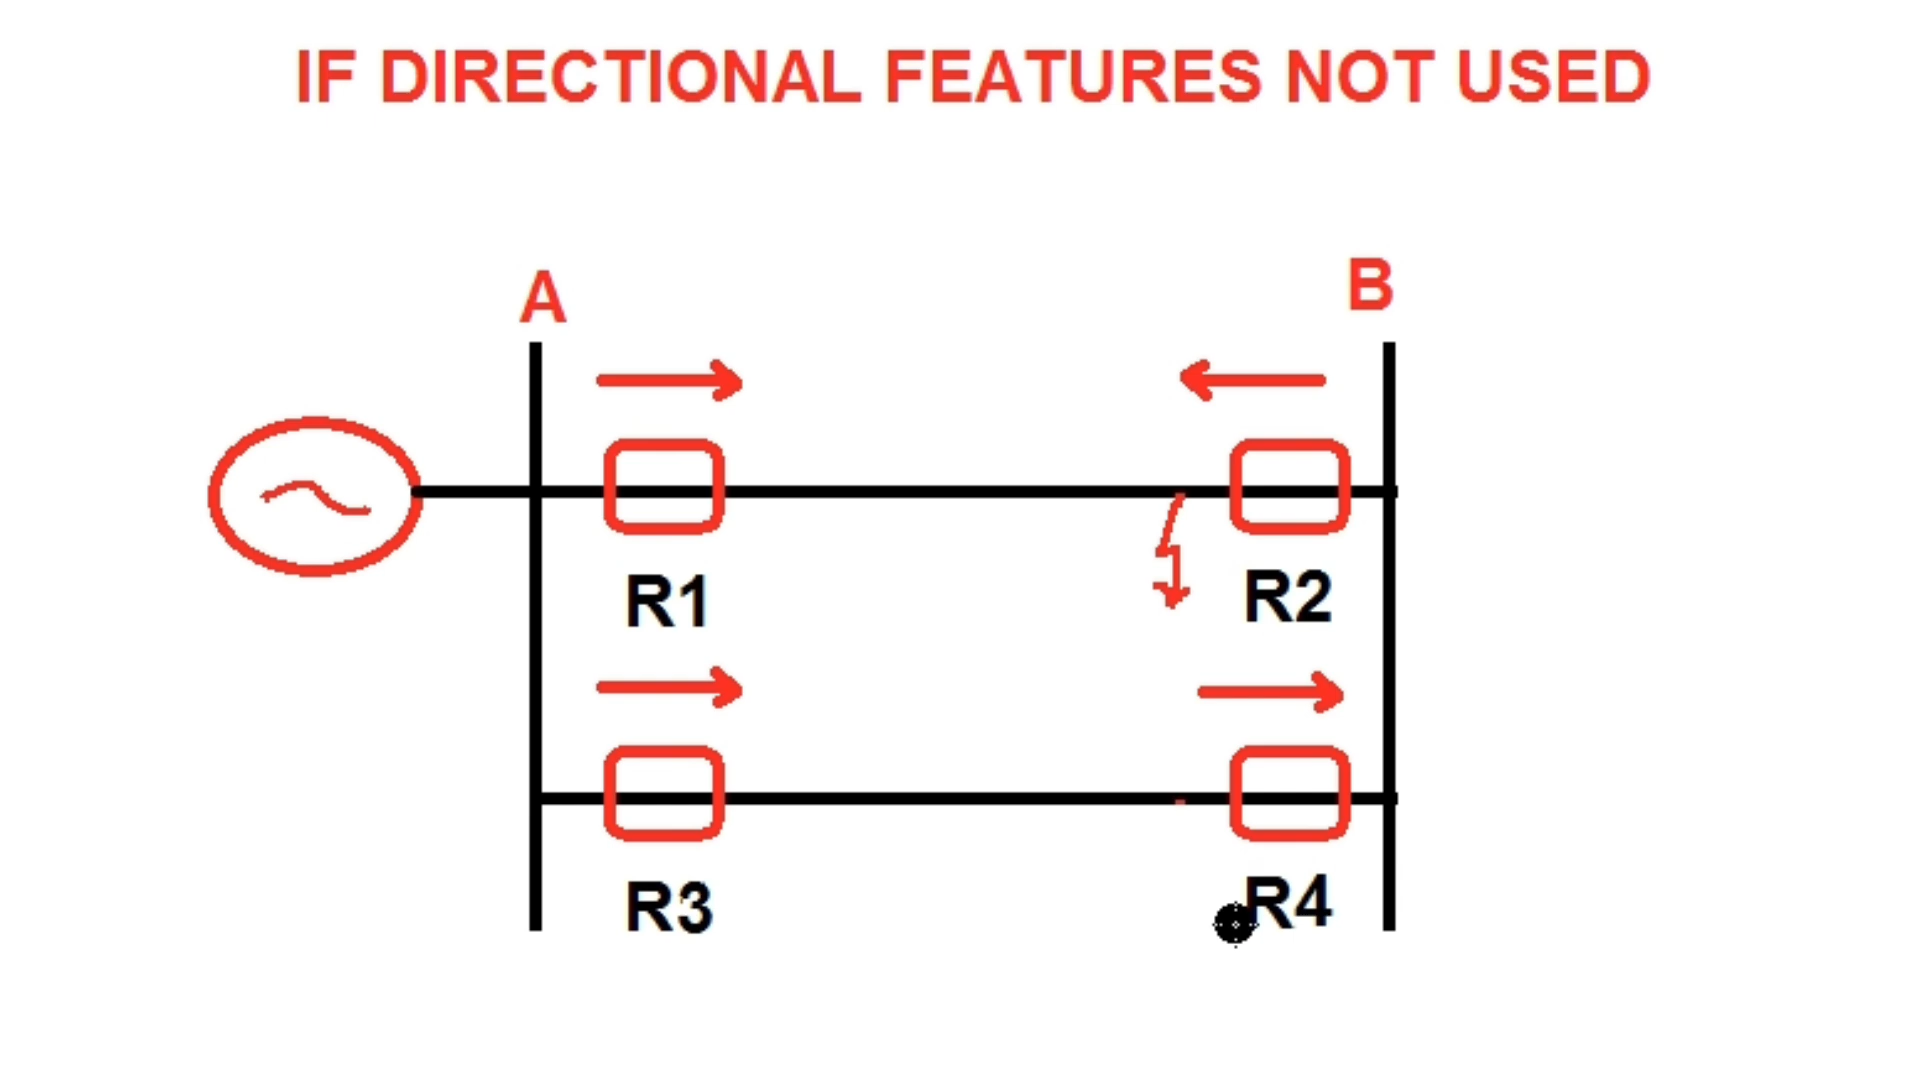 IF DIRECTIONAL FEATURES NOT USED
A
B
R1
R2
R3
R4